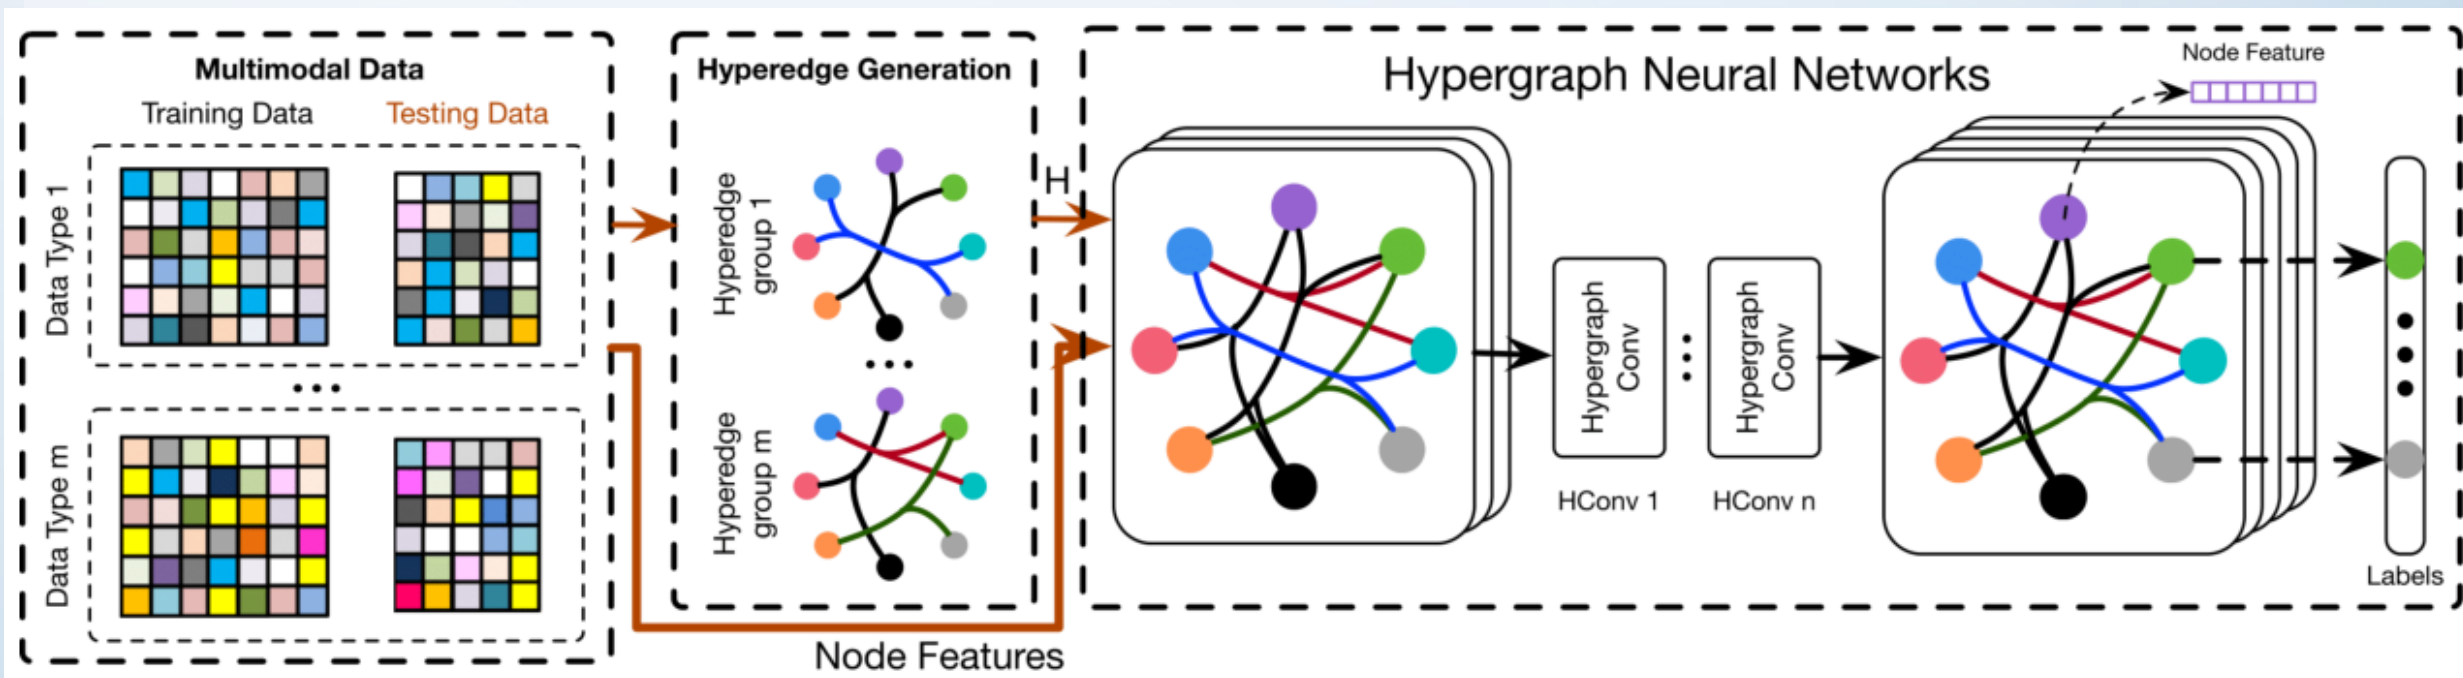 Multimodal Data
Training Data
Testing Data
Data Type 1
Data Type m
Hyperedge Generation
Hyperedge
group 1
Hyperedge
group m
H
Node Features
Hypergraph Neural Networks
Node Feature
Hypergraph
Conv
HConv 1
Hypergraph
Conv
HConv n
Labels